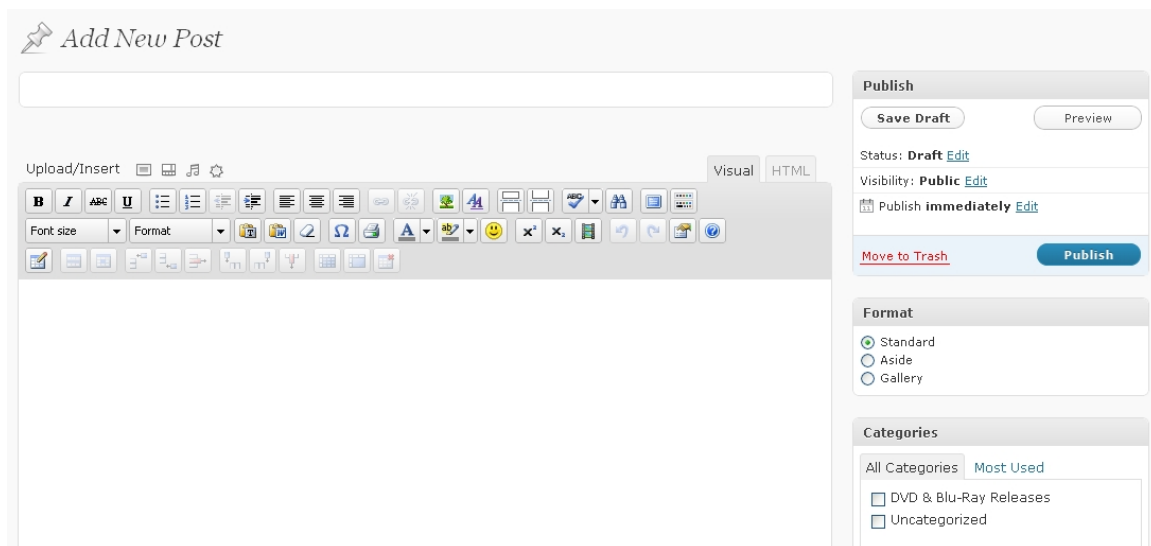 Add New Post
Upload/Insert
Visual HTML
B I ABC U
Font size Format
Publish
Save Draft Preview
Status: Draft Edit
Visibility: Public Edit
Publish immediately Edit
Move to Trash Publish
Format
Standard
Aside
Gallery
Categories
All Categories Most Used
DVD & Blu-Ray Releases
Uncategorized